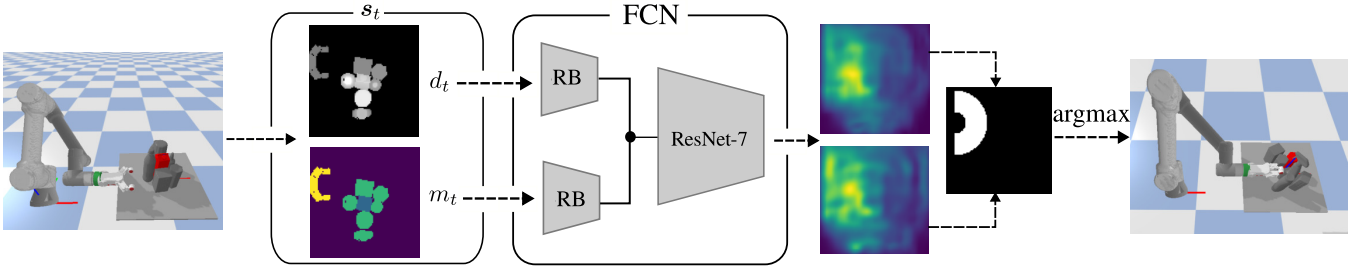 s_t
FCN
d_t
RB
ResNet-7
argmax
m_t
RB